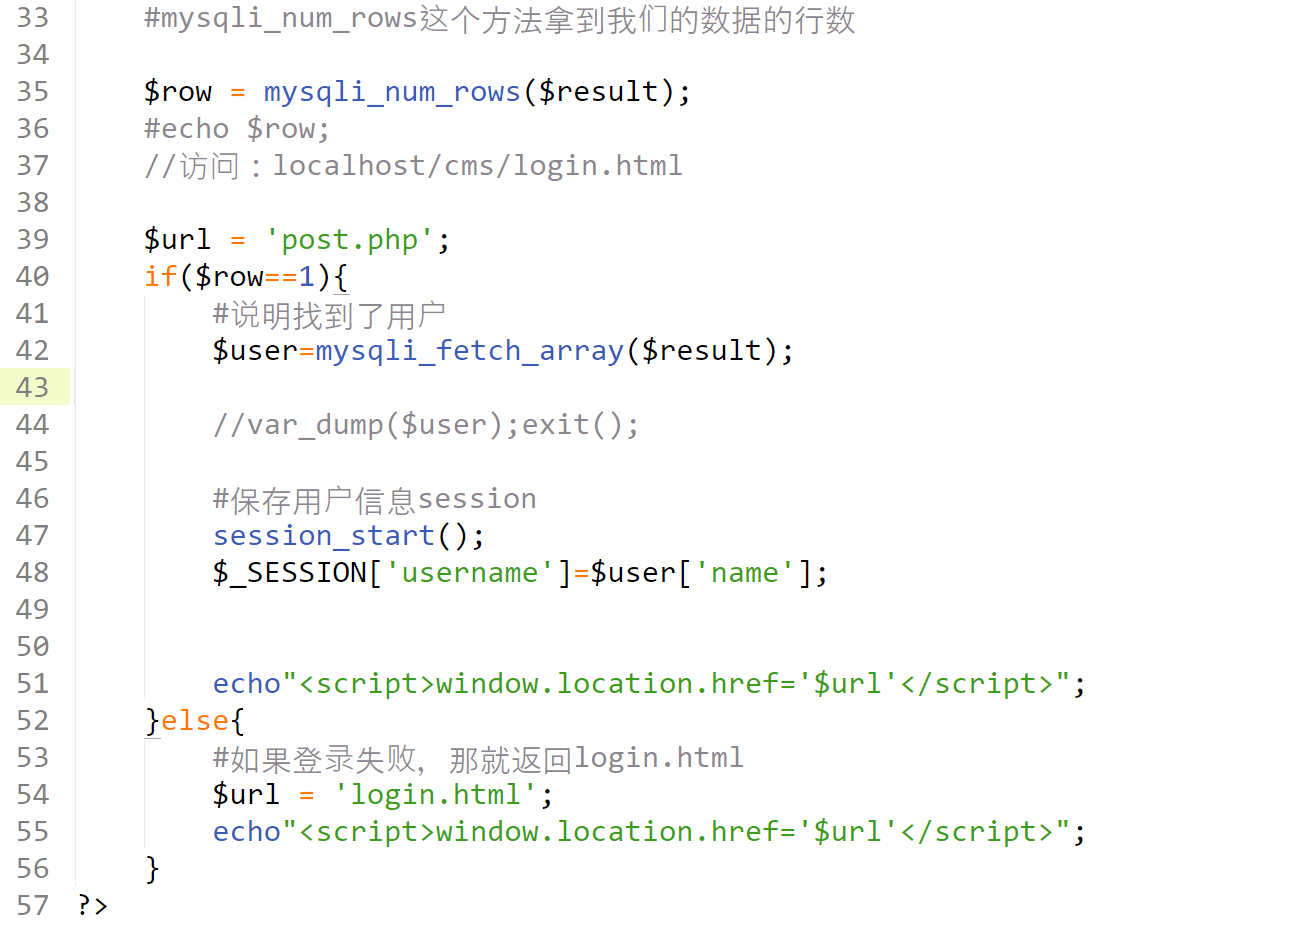 33 #mysqli_num_rows这个方法拿到我们的数据的行数
34
35 $row = mysqli_num_rows($result);
36 #echo $row;
37 //访问：localhost/cms/login.html
38
39 $url = 'post.php';
40 if($row==1){
41 #说明找到了用户
42 $user=mysqli_fetch_array($result);
43
44 //var_dump($user);exit();
45
46 #保存用户信息session
47 session_start();
48 $_SESSION['username']=$user['name'];
49
50
51 echo"<script>window.location.href='$url'</script>";
52 }else{
53 #如果登录失败，那就返回login.html
54 $url = 'login.html';
55 echo"<script>window.location.href='$url'</script>";
56 }
57 ?>